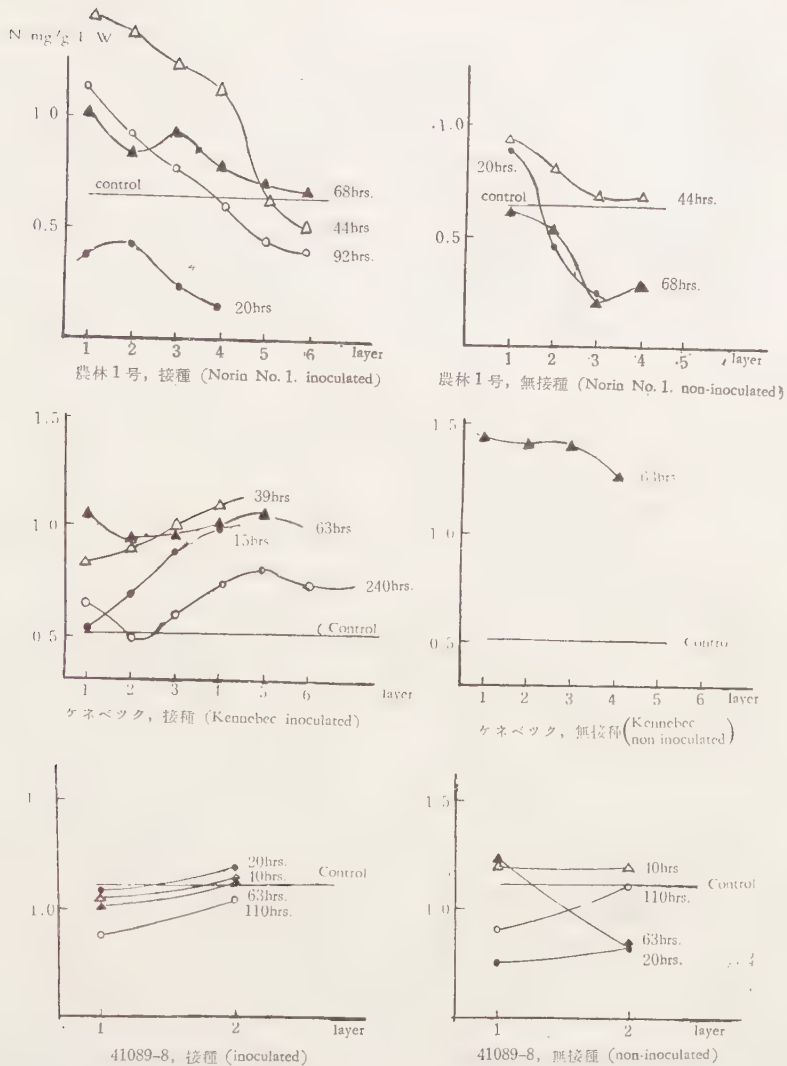 N mg/g f W
1 0
0.5
control
68hrs.
44hrs
92hrs.
20hrs
1 2 3 4 5 6 layer
農林1号, 接種 (Norin No. 1. inoculated)
1.0
20hrs.
control
0.5
44hrs.
68hrs.
1 2 3 4 5 layer
農林1号, 無接種 (Norin No. 1. non-inoculated)
1.5
1 0
0 5
39hrs
63hrs
15hrs
240hrs.
(Control
1 2 3 4 5 6 layer
ケネベック, 接種 (Kennebec inoculated)
1 5
1 0
0 5
63hrs
Contro
1 2 3 4 5 6 layer
ケネベック, 無接種 (Kennebec
non inoculated)
1
1.0
20hrs.
Control
40hrs.
63hrs.
110hrs.
1 2 layer
41089-8, 接種 (inoculated)
1 5
1 0
40hrs
Control
110hrs.
63hrs.
20hrs.
1 2 layer
41089-8, 無接種 (non-inoculated)